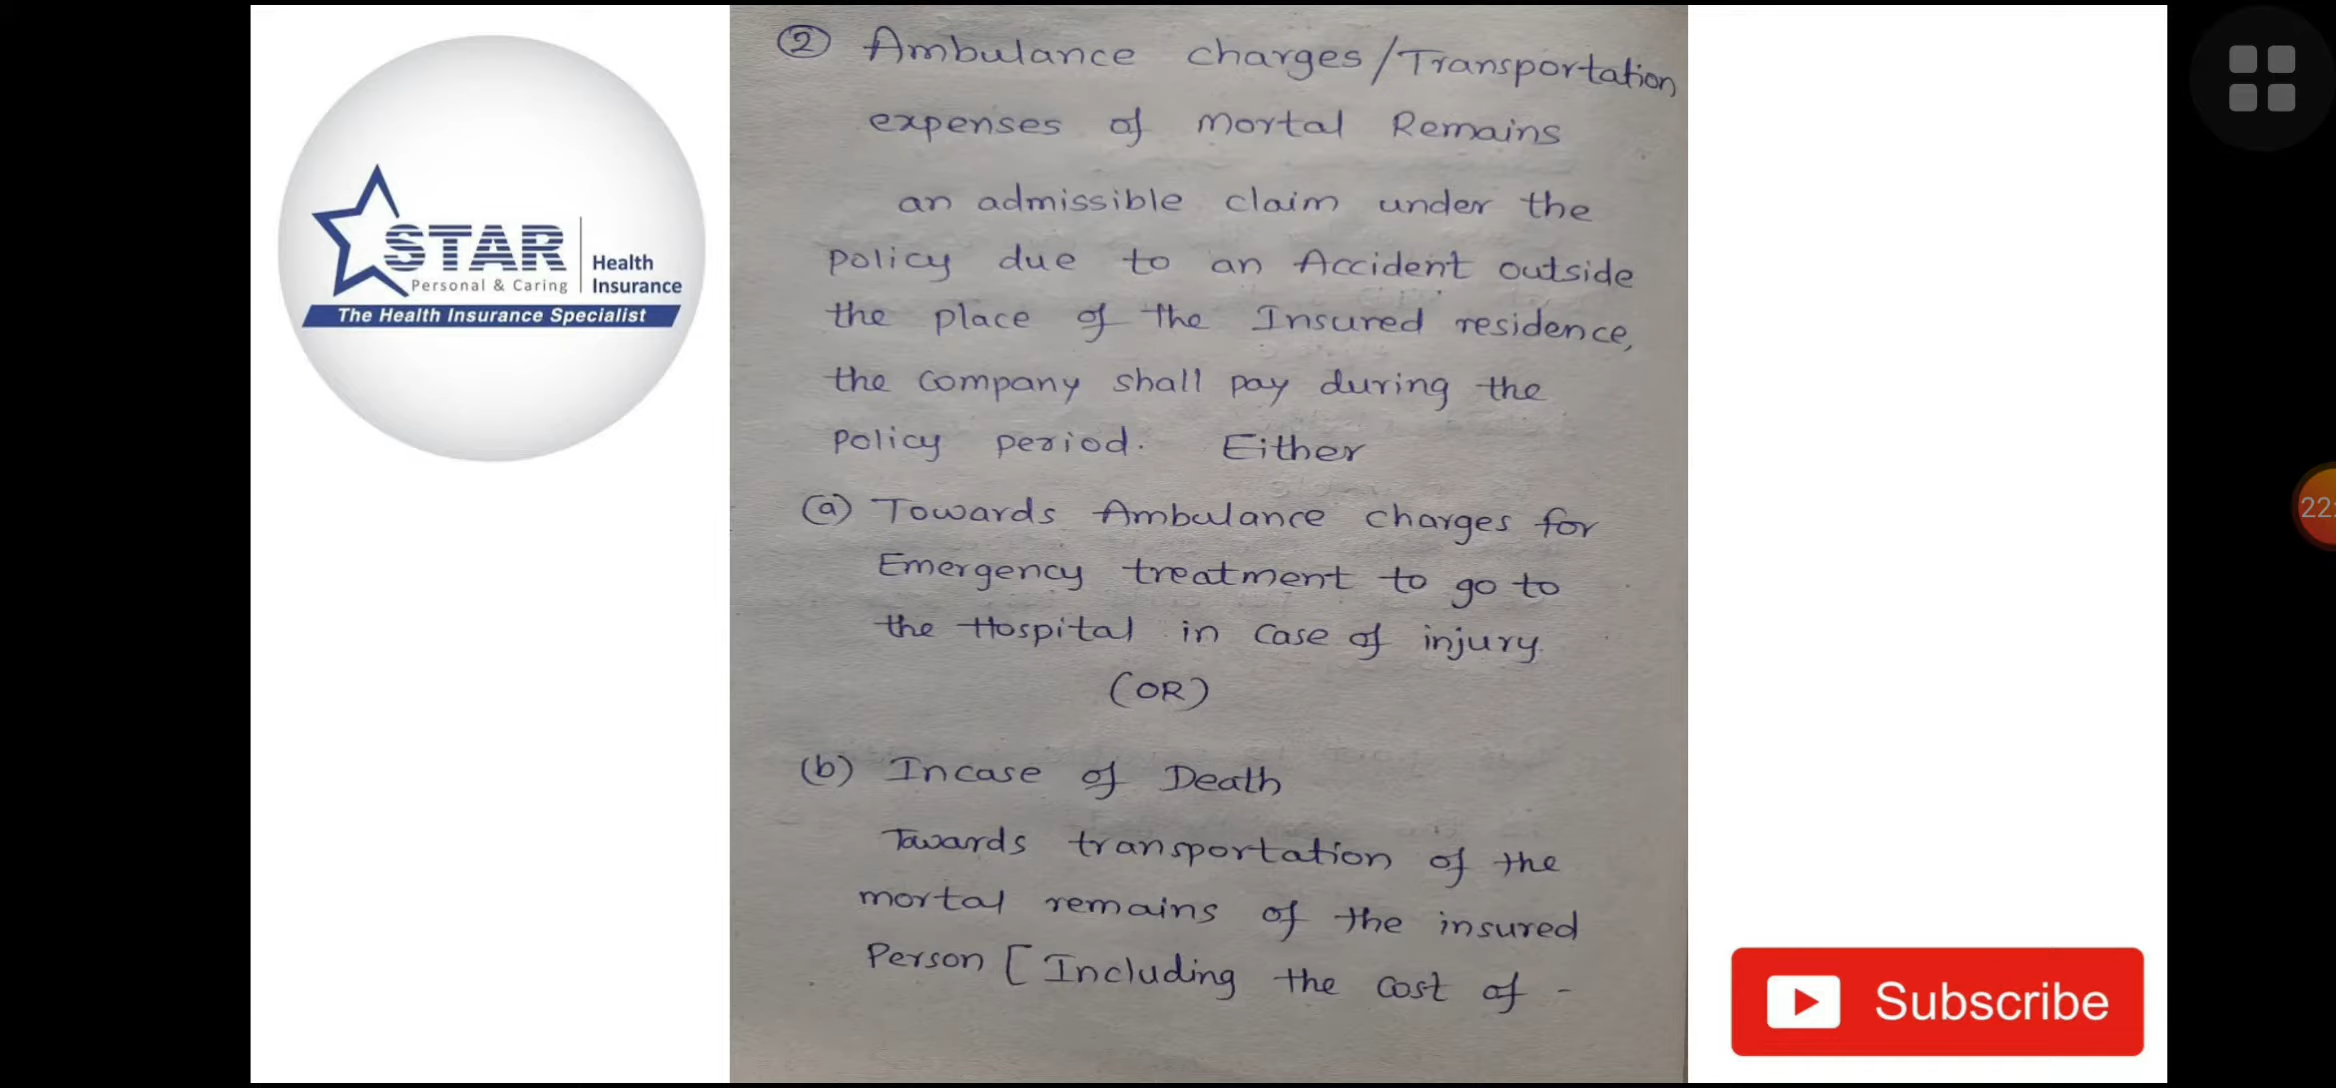 STAR
Health
Personal & Caring
Insurance
The Health Insurance Specialist
② Ambulance charges/Transportation
expenses of mortal Remains
an admissible claim under the
policy due to an Accident outside
the place of the Insured residence,
the company shall pay during the
policy period. Either
(a) Towards Ambulance charges for
Emergency treatment to go to
the Hospital in case of injury.
(OR)
(b) Incase of Death
Towards transportation of the
mortal remains of the insured
Person [Including the cost of -
Subscribe
22: